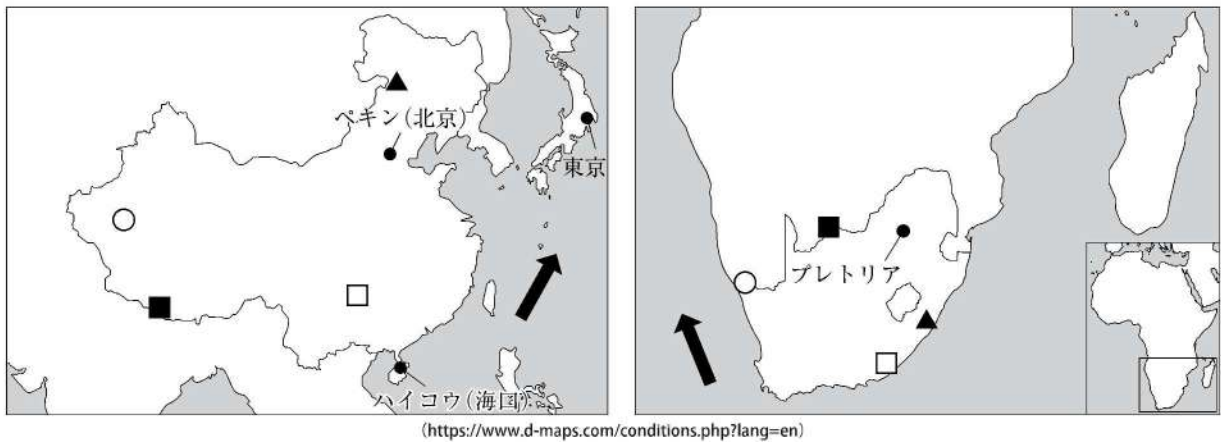 ペキン(北京)
東京
ハイコウ(海国)
プレトリア
(https://www.d-maps.com/conditions.php?lang=en)